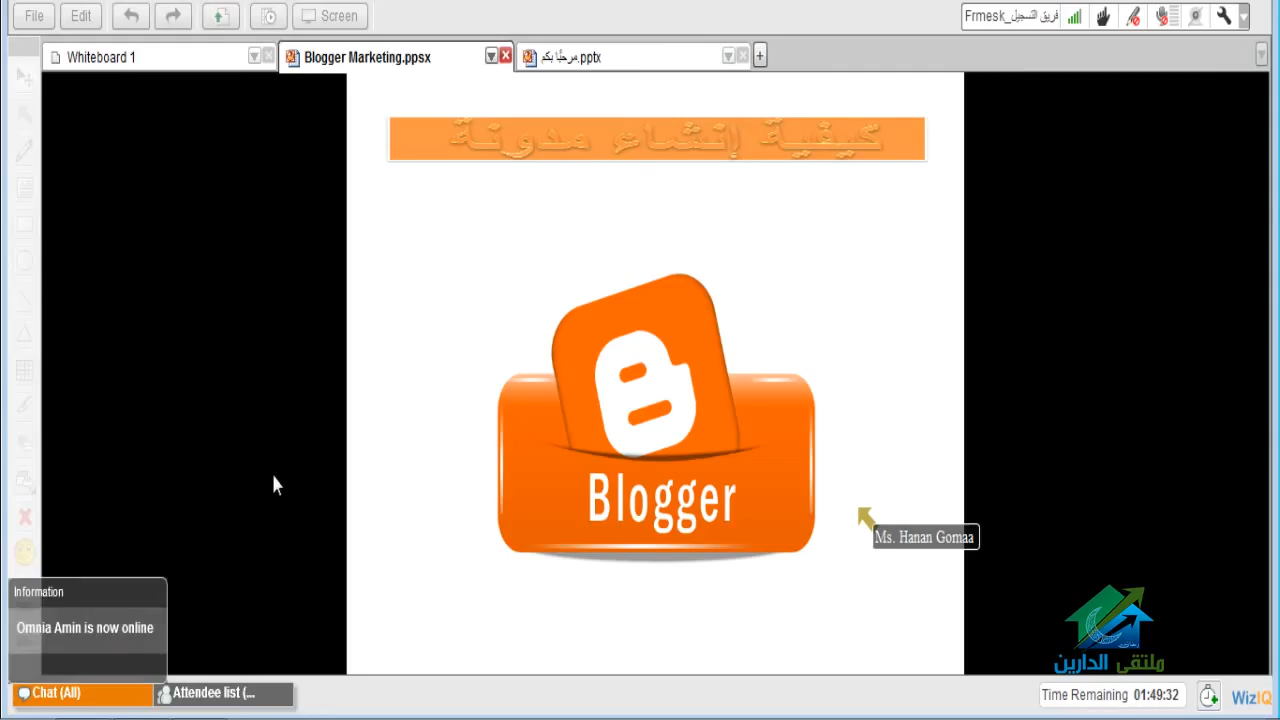 File Edit Screen Frmesk_فريق التسجيل
Whiteboard 1 Blogger Marketing.ppsx مرحبًا بكم.pptx +
كيفية إنشاء مدونة
Blogger
Ms. Hanan Gomaa
Information
Omnia Amin is now online
ملتقى الدارين
Chat (All) Attendee list (... Time Remaining 01:49:32 WizIQ